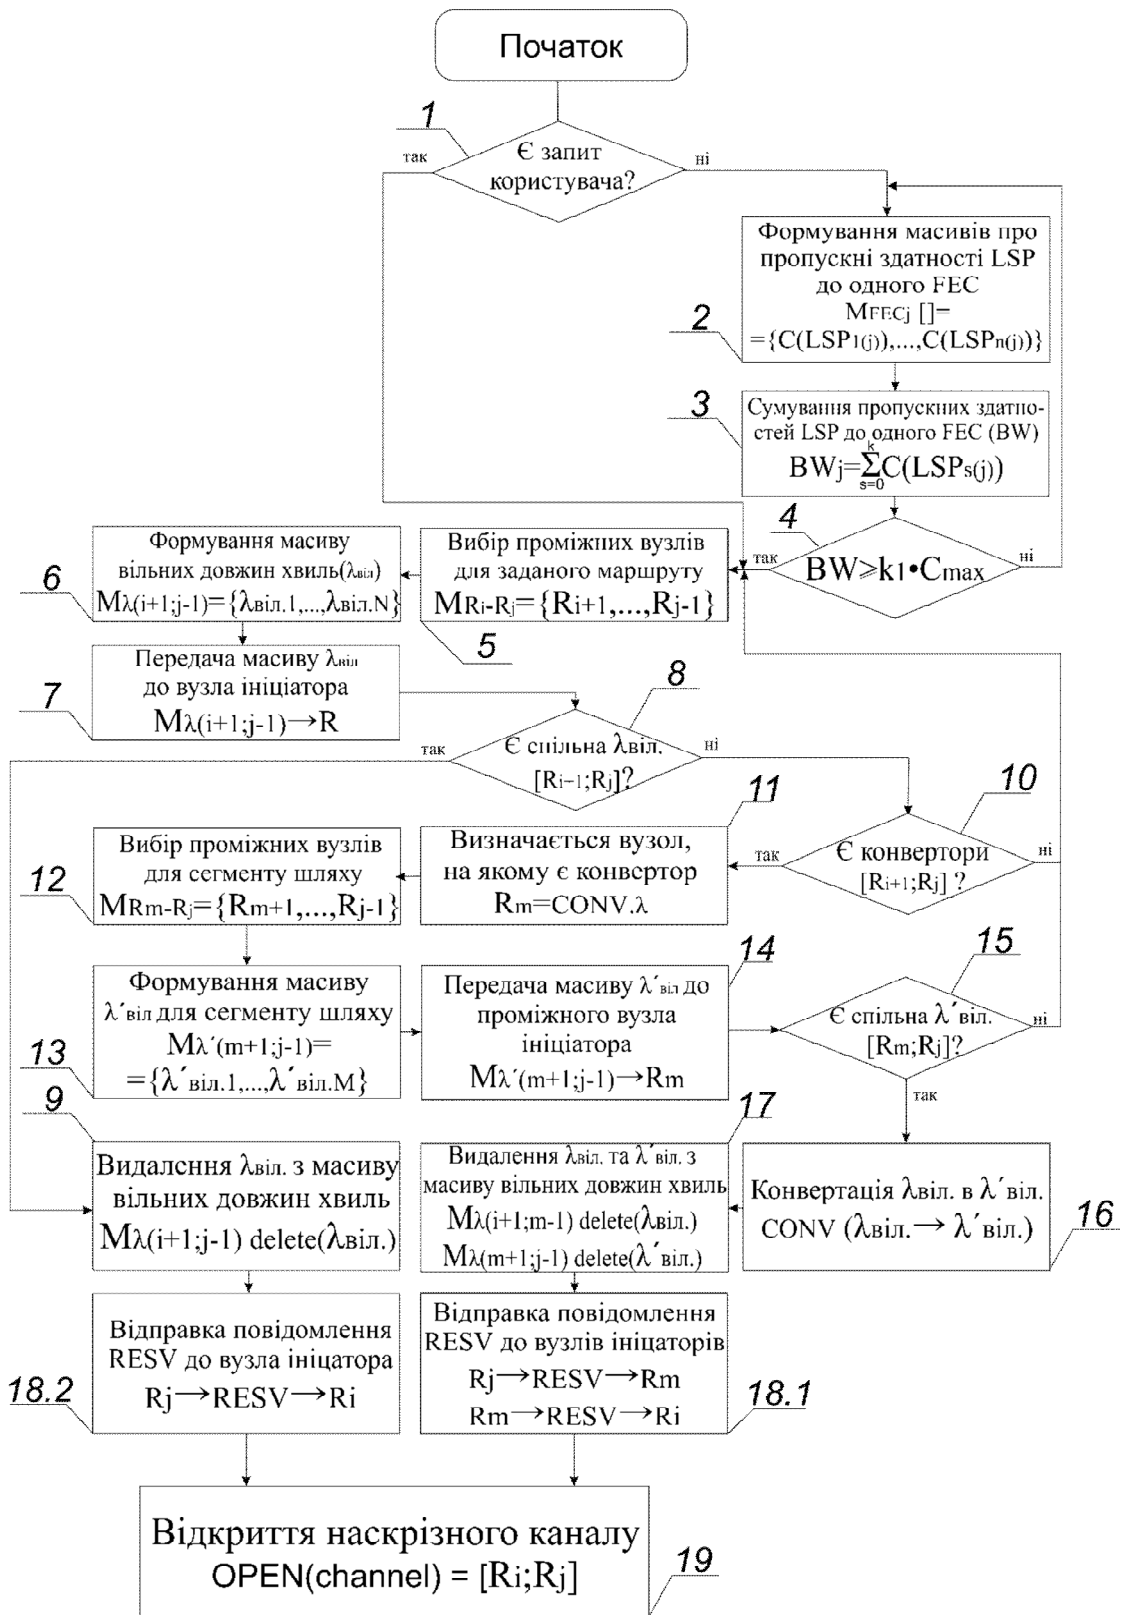 Початок
1
так
Є запит
користувача?
ні
Формування масивів про
пропускні здатності LSP
до одного FEC
MFECj []=
={C(LSP1(j)),...,C(LSPn(j))}
2
3
Сумування пропускних здатно-
стей LSP до одного FEC (BW)
BWj=∑C(LSPs(j))
k
s=0
4
так
BW⩾k1•Cmax
ні
Вибір проміжних вузлів
для заданого маршруту
MRi-Rj={Ri+1,...,Rj-1}
5
Формування масиву
вільних довжин хвиль(λвіл)
Mλ(i+1;j-1)={λвіл.1,...,λвіл.N}
6
Передача масиву λвіл
до вузла ініціатора
Mλ(i+1;j-1)→R
7
8
так
Є спільна λвіл.
[Ri+1;Rj]?
ні
10
так
Є конвертори
[Ri+1;Rj] ?
ні
11
Визначається вузол,
на якому є конвертор
Rm=CONV.λ
Вибір проміжних вузлів
для сегменту шляху
MRm-Rj={Rm+1,...,Rj-1}
12
Формування масиву
λ´віл для сегменту шляху
Mλ´(m+1;j-1)=
={λ´віл.1,...,λ´віл.M}
13
14
Передача масиву λ´віл до
проміжного вузла
ініціатора
Mλ´(m+1;j-1)→Rm
15
Є спільна λ´віл.
[Rm;Rj]?
ні
так
9
Видалення λвіл. з масиву
вільних довжин хвиль
Mλ(i+1;j-1) delete(λвіл.)
17
Видалення λвіл. та λ´віл. з
масиву вільних довжин хвиль
Mλ(i+1;m-1) delete(λвіл.)
Mλ(m+1;j-1) delete(λ´віл.)
Конвертація λвіл. в λ´віл.
CONV (λвіл.→ λ´віл.)
16
Відправка повідомлення
RESV до вузла ініцатора
Rj→RESV→Ri
18.2
Відправка повідомлення
RESV до вузлів ініцаторів
Rj→RESV→Rm
Rm→RESV→Ri
18.1
Відкриття наскрізного каналу
OPEN(channel) = [Ri;Rj]
19